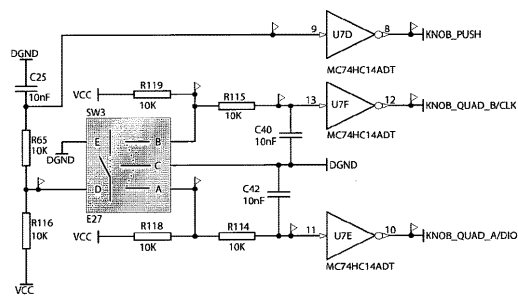 9 U7D 8 KNOB_PUSH
MC74HC14ADT
DGND
C25
10nF
VCC R119
10K
R115
10K
13 U7F 12 KNOB_QUAD_B/CLK
MC74HC14ADT
SW3
E B
C
D A
E27
DGND
R65
10K
C40
10nF
DGND
C42
10nF
R116
10K
VCC
VCC R118
10K
R114
10K
11 U7E 10 KNOB_QUAD_A/DIO
MC74HC14ADT